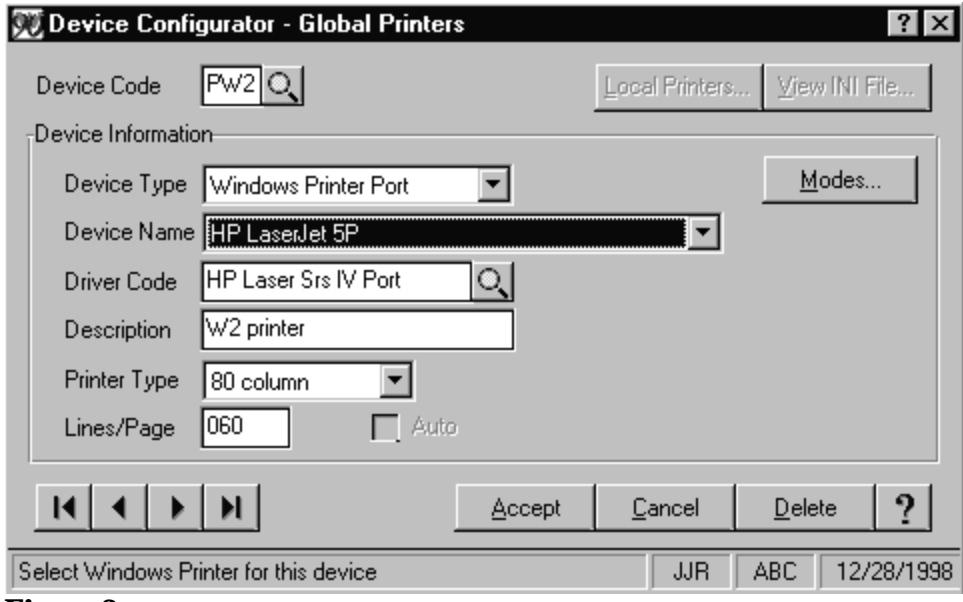 Device Configurator - Global Printers
Device Code PW2 Local Printers... View INI File...
Device Information
Device Type Windows Printer Port Modes...
Device Name HP LaserJet 5P
Driver Code HP Laser Srs IV Port
Description W2 printer
Printer Type 80 column
Lines/Page 060 Auto
Accept Cancel Delete ?
Select Windows Printer for this device JJR ABC 12/28/1998